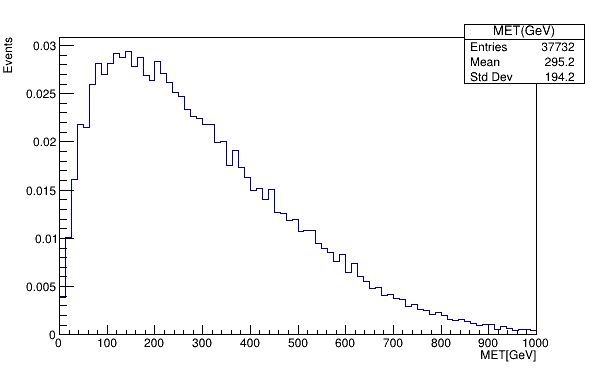 MET(GeV)
Entries 37732
Mean 295.2
Std Dev 194.2
Events
0.03
0.025
0.02
0.015
0.01
0.005
0
0 100 200 300 400 500 600 700 800 900 1000
MET[GeV]